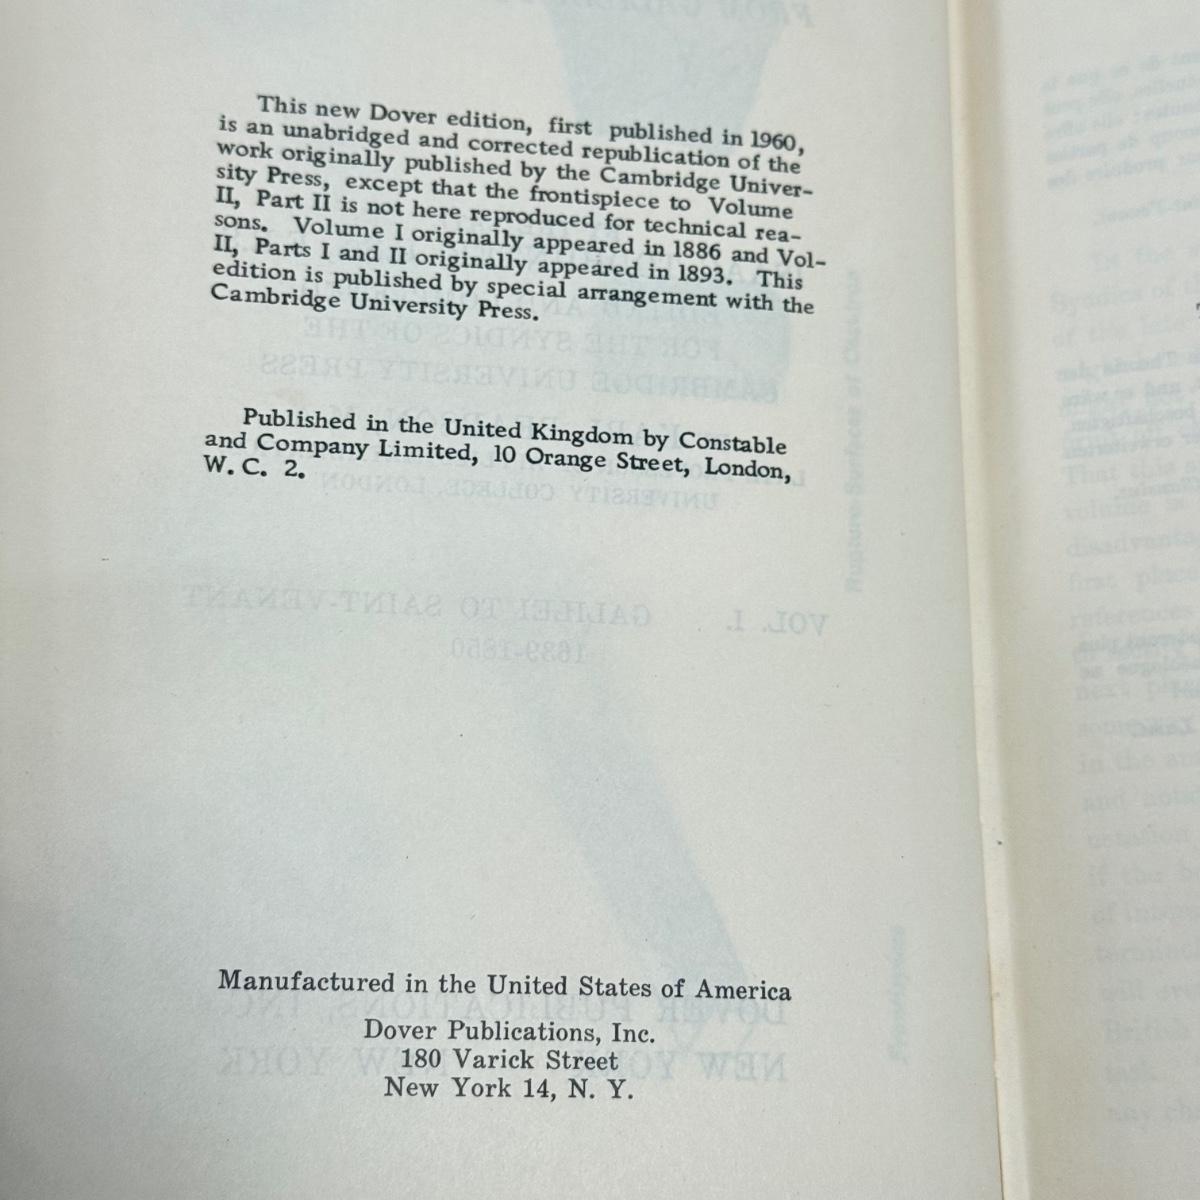 This new Dover edition, first published in 1960,
is an unabridged and corrected republication of the
work originally published by the Cambridge Univer-
sity Press, except that the frontispiece to Volume
II, Part II is not here reproduced for technical rea-
sons. Volume I originally appeared in 1886 and Vol-
II, Parts I and II originally appeared in 1893. This
edition is published by special arrangement with the
Cambridge University Press.
Published in the United Kingdom by Constable
and Company Limited, 10 Orange Street, London,
W. C. 2.
Manufactured in the United States of America
Dover Publications, Inc.
180 Varick Street
New York 14, N. Y.